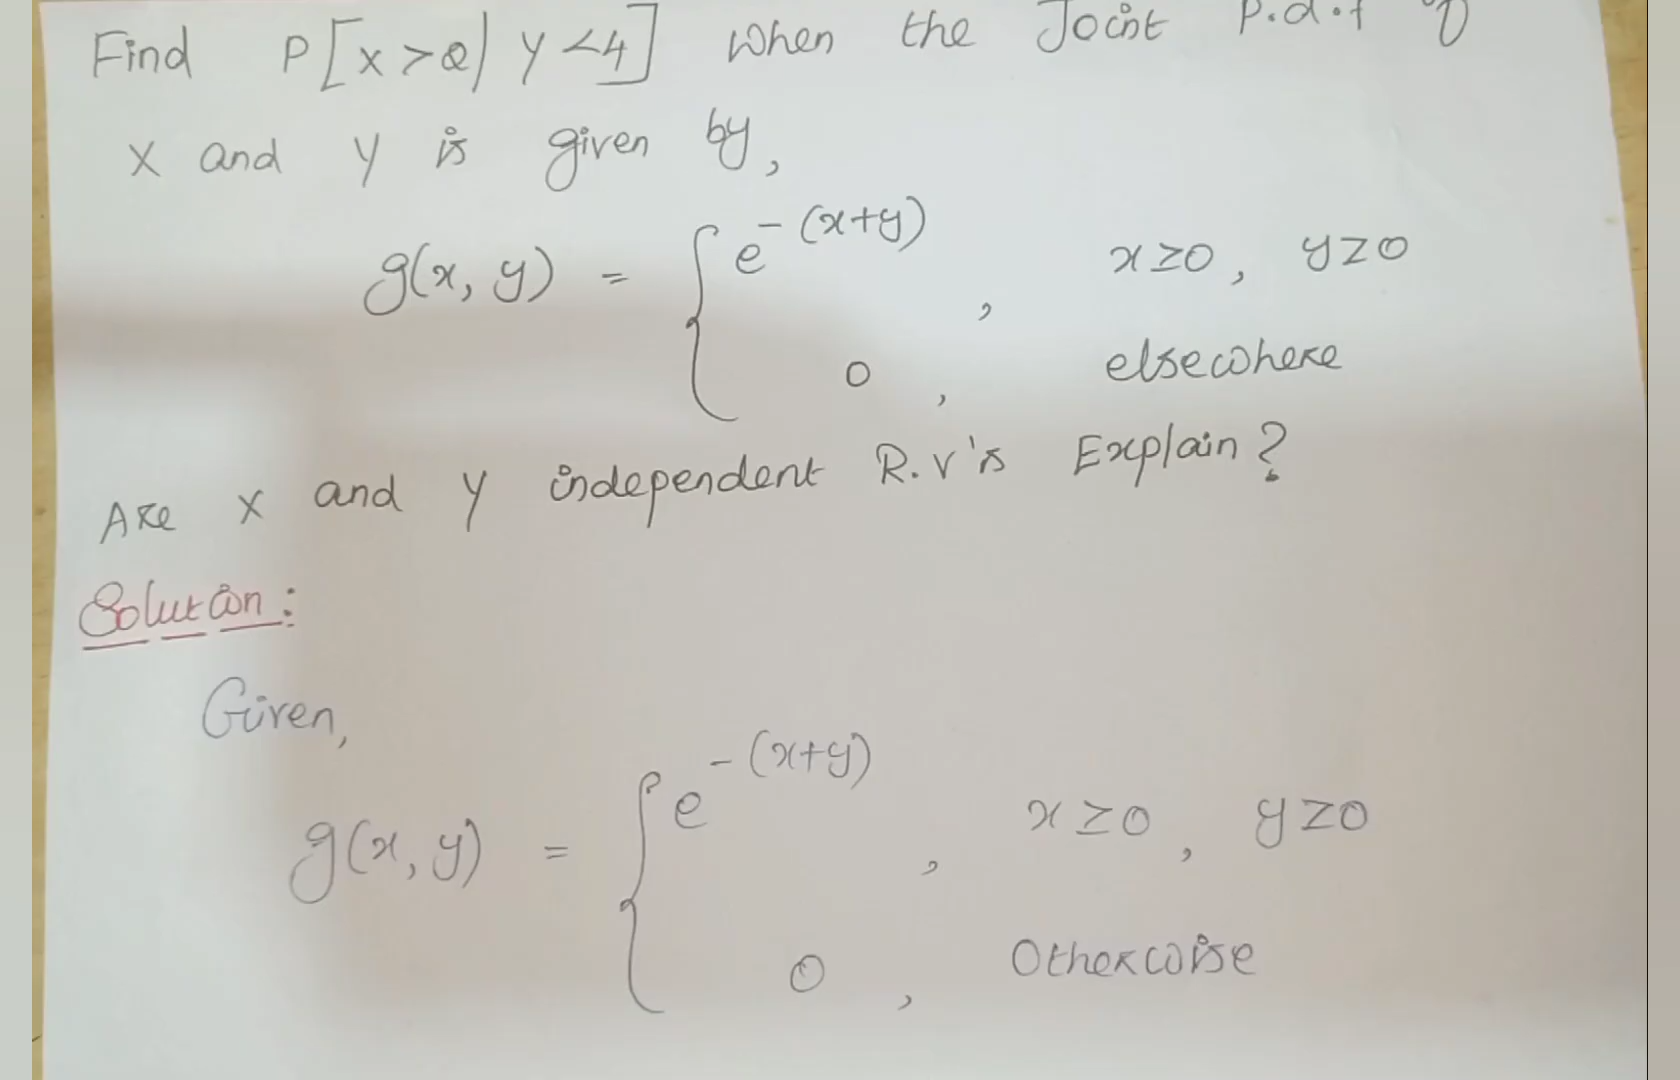 Find P[x>2 | y<4] when the Joint p.d.f of
x and y is given by,
g(x, y) = { e^-(x+y) , x≥0, y≥0
0 , elsewhere
Are x and y independent R.v's Explain?
Solution:
Given,
g(x, y) = { e^-(x+y) , x≥0, y≥0
0 , Otherwise